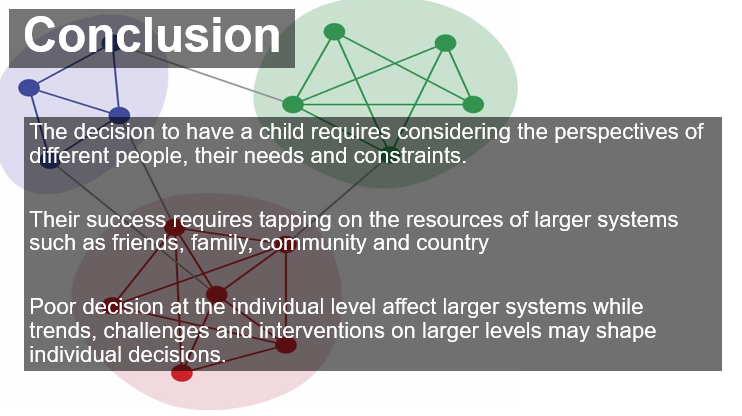 Conclusion
The decision to have a child requires considering the perspectives of
different people, their needs and constraints.
Their success requires tapping on the resources of larger systems
such as friends, family, community and country
Poor decision at the individual level affect larger systems while
trends, challenges and interventions on larger levels may shape
individual decisions.